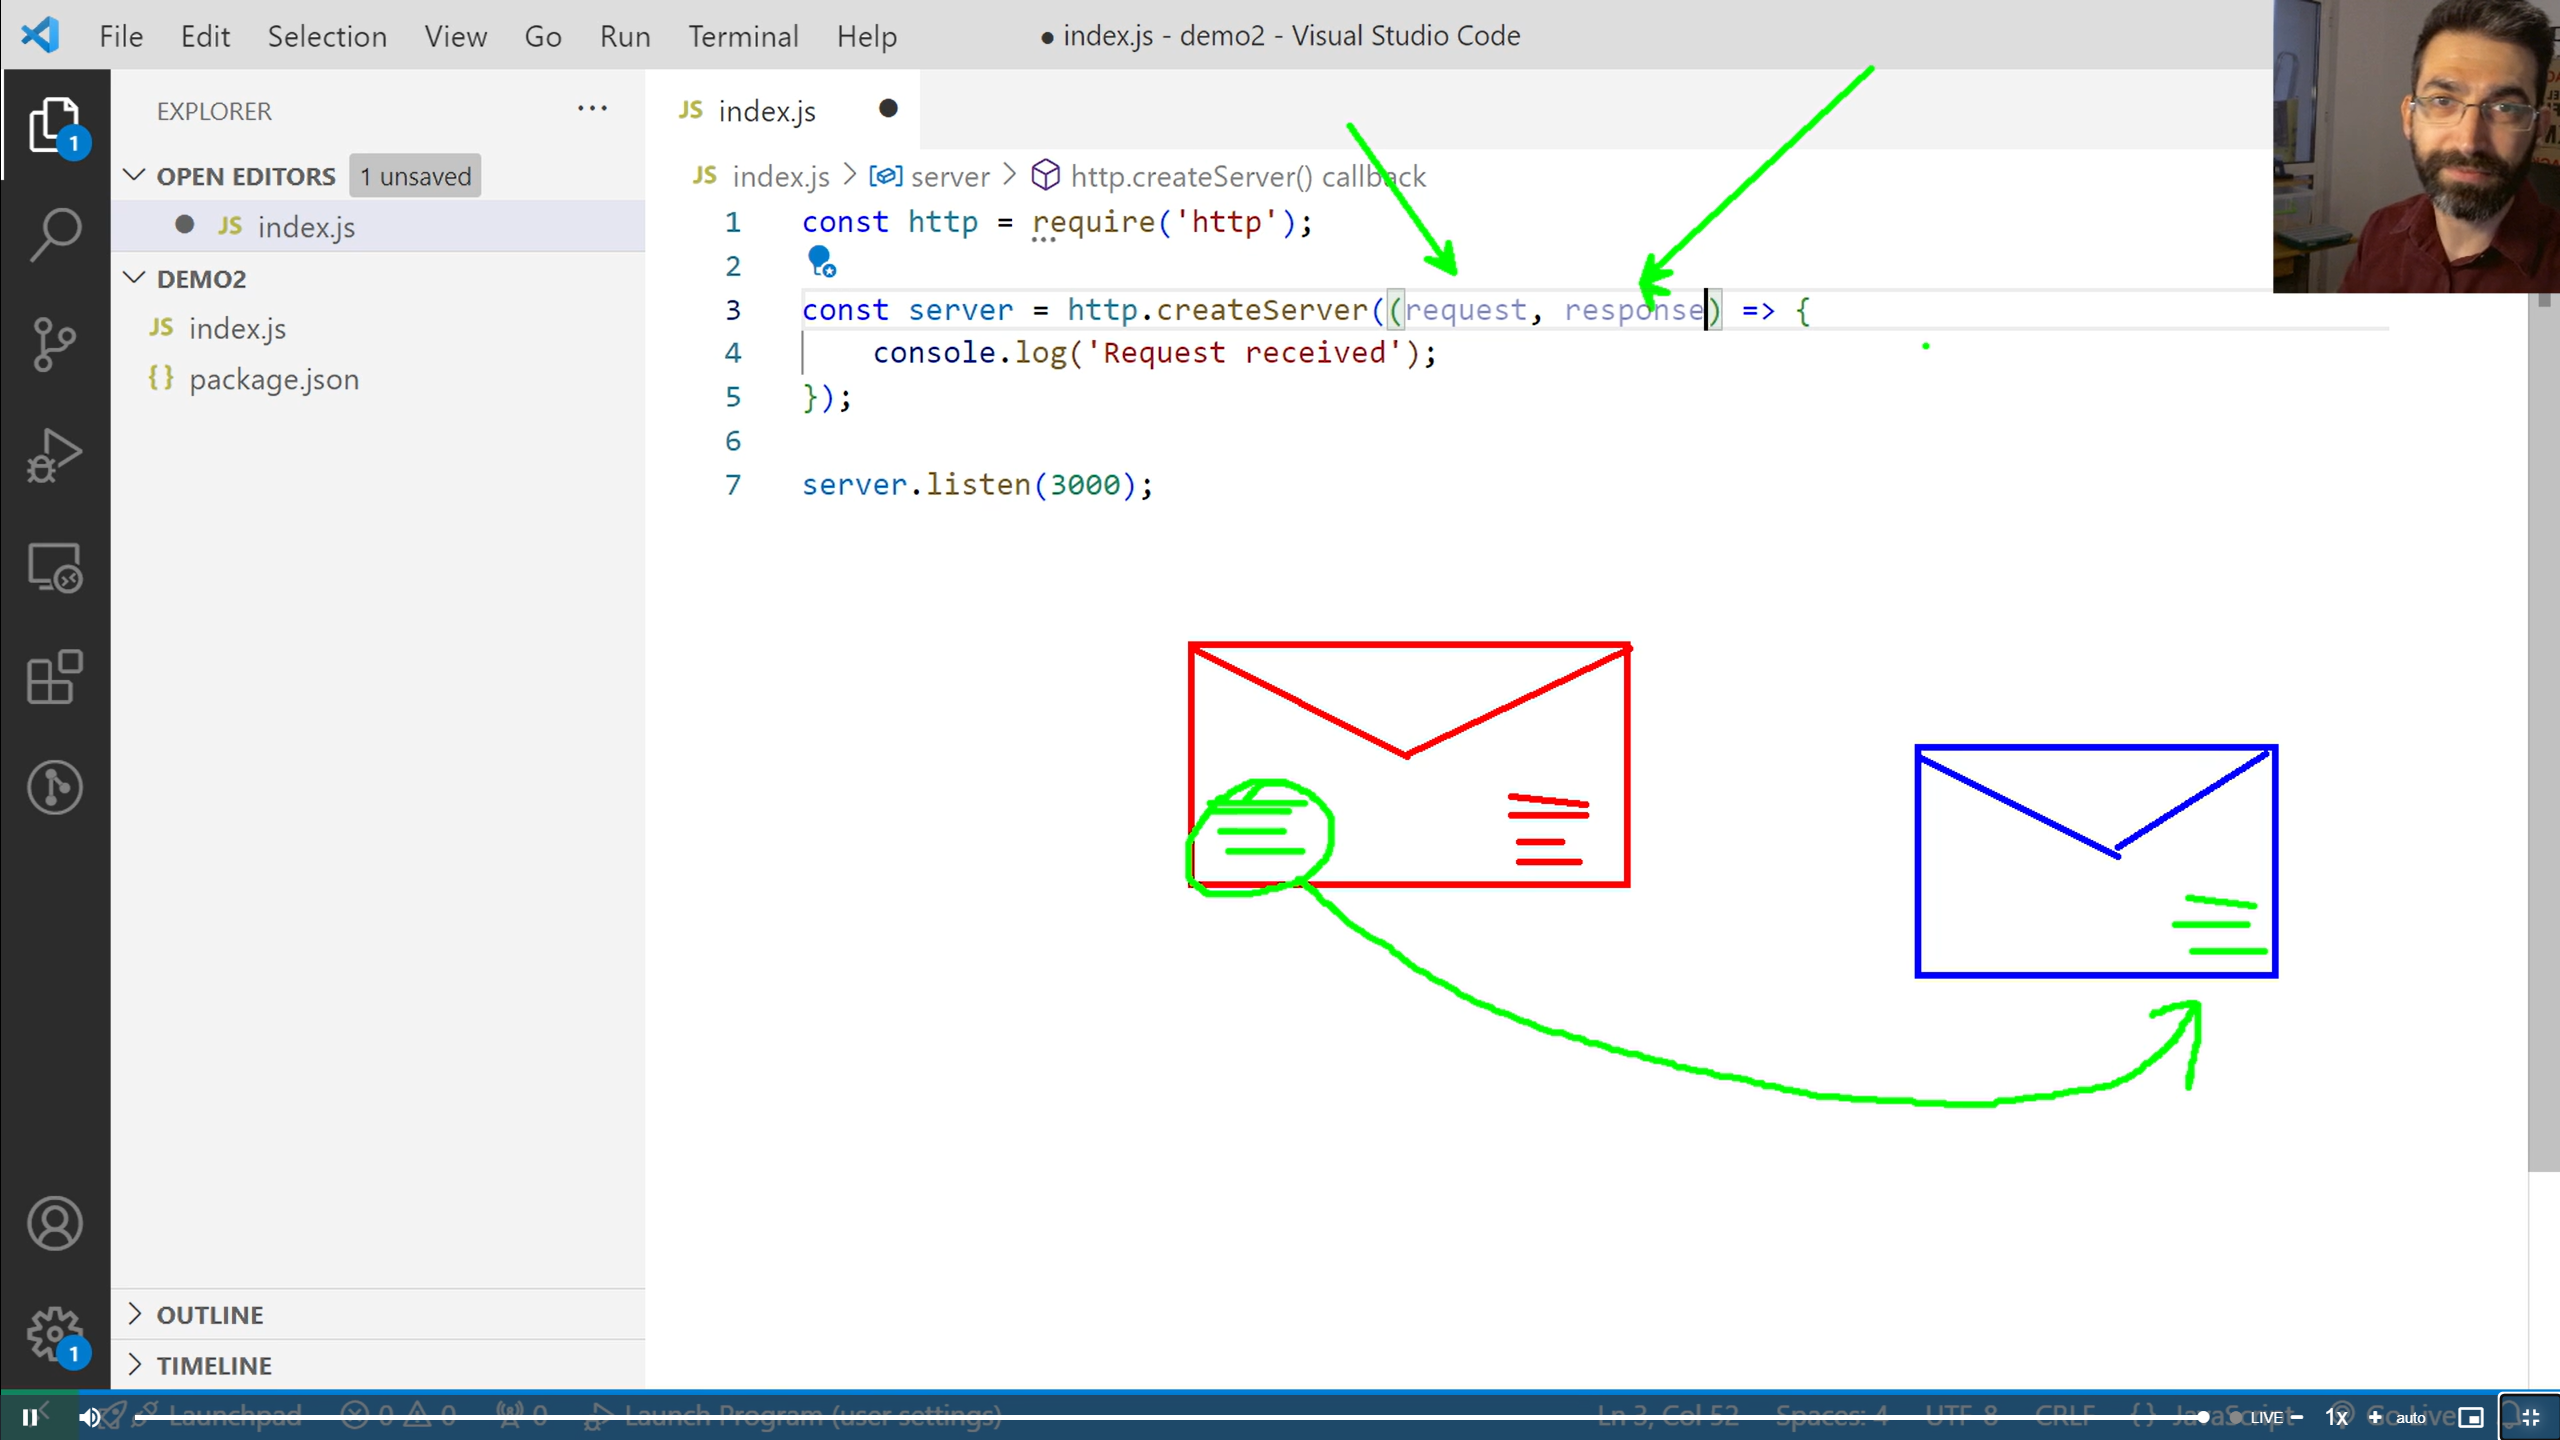 File Edit Selection View Go Run Terminal Help
● index.js - demo2 - Visual Studio Code
EXPLORER ...
1
OPEN EDITORS 1 unsaved
● JS index.js
DEMO2
JS index.js
{} package.json
OUTLINE
TIMELINE
1
JS index.js ●
JS index.js > server > http.createServer() callback
1 const http = require('http');
2
3 const server = http.createServer((request, response) => {
4 console.log('Request received');
5 });
6
7 server.listen(3000);
Launchpad 0 0 0 Launch Program (user settings) Ln 3, Col 52 Spaces: 4 UTF-8 CRLF {} JavaScript Go Live
LIVE − 1x + auto